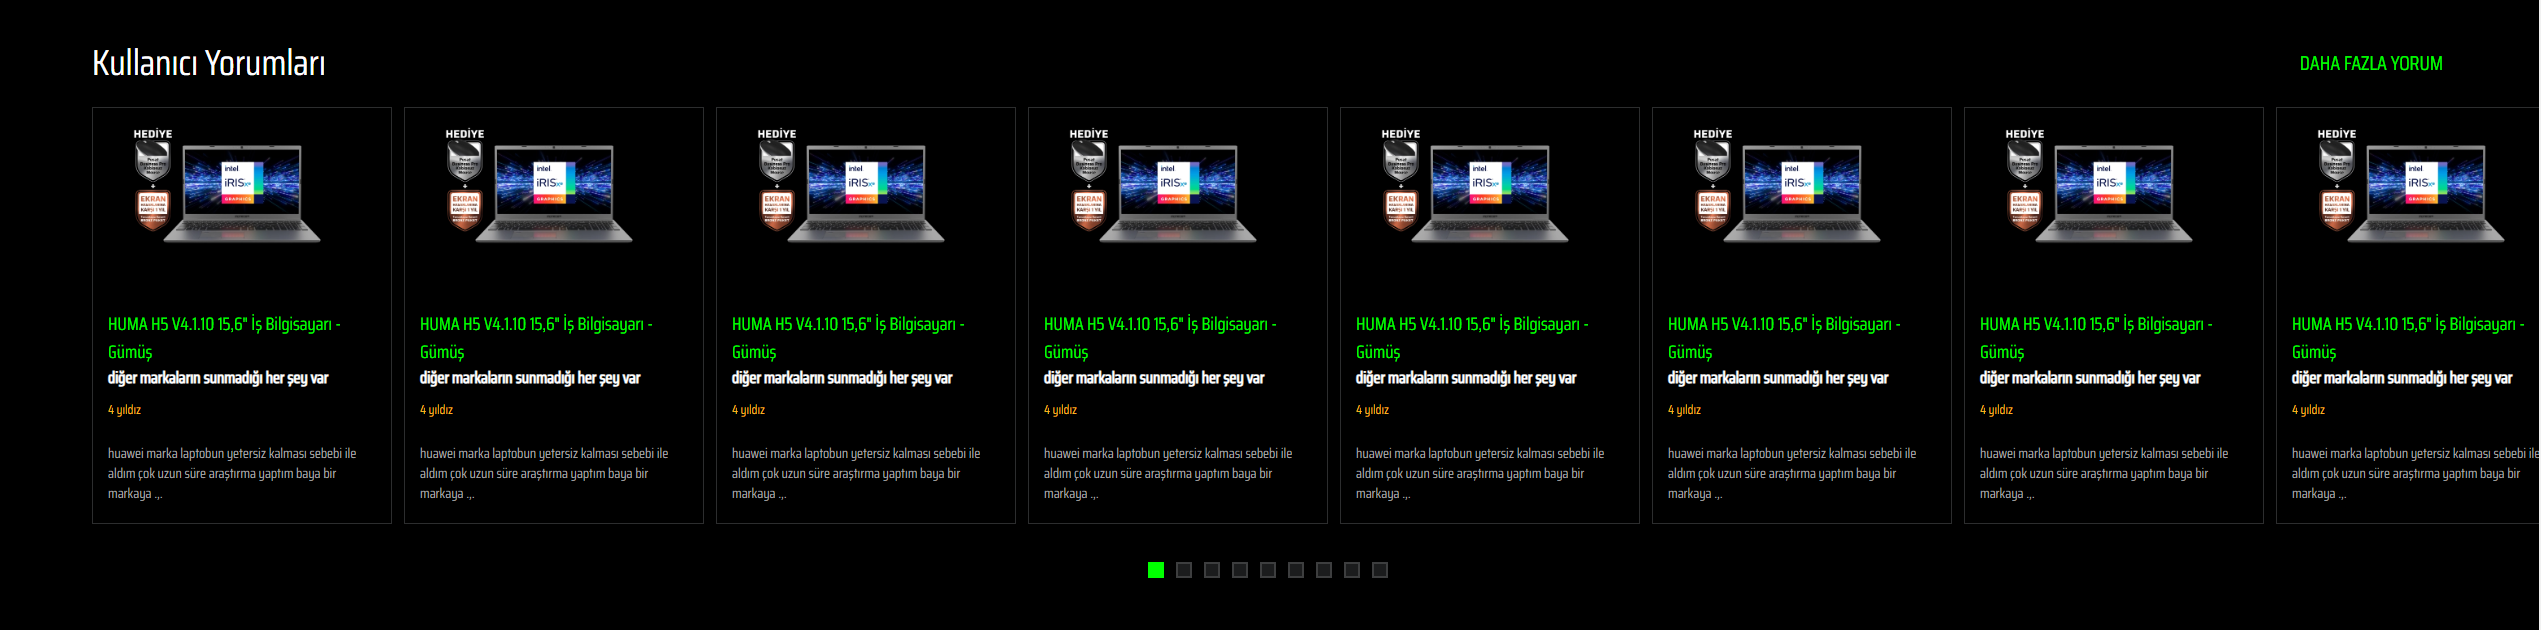 Kullanıcı Yorumları
DAHA FAZLA YORUM
HEDİYE
intel
iRISxe
GRAPHICS
EKRAN
HUMA H5 V4.1.10 15,6" İş Bilgisayarı -
Gümüş
diğer markaların sunmadığı her şey var
4 yıldız
huawei marka laptobun yetersiz kalması sebebi ile
aldım çok uzun süre araştırma yaptım baya bir
markaya .,.
HEDİYE
intel
iRISxe
GRAPHICS
EKRAN
HUMA H5 V4.1.10 15,6" İş Bilgisayarı -
Gümüş
diğer markaların sunmadığı her şey var
4 yıldız
huawei marka laptobun yetersiz kalması sebebi ile
aldım çok uzun süre araştırma yaptım baya bir
markaya .,.
HEDİYE
intel
iRISxe
GRAPHICS
EKRAN
HUMA H5 V4.1.10 15,6" İş Bilgisayarı -
Gümüş
diğer markaların sunmadığı her şey var
4 yıldız
huawei marka laptobun yetersiz kalması sebebi ile
aldım çok uzun süre araştırma yaptım baya bir
markaya .,.
HEDİYE
intel
iRISxe
GRAPHICS
EKRAN
HUMA H5 V4.1.10 15,6" İş Bilgisayarı -
Gümüş
diğer markaların sunmadığı her şey var
4 yıldız
huawei marka laptobun yetersiz kalması sebebi ile
aldım çok uzun süre araştırma yaptım baya bir
markaya .,.
HEDİYE
intel
iRISxe
GRAPHICS
EKRAN
HUMA H5 V4.1.10 15,6" İş Bilgisayarı -
Gümüş
diğer markaların sunmadığı her şey var
4 yıldız
huawei marka laptobun yetersiz kalması sebebi ile
aldım çok uzun süre araştırma yaptım baya bir
markaya .,.
HEDİYE
intel
iRISxe
GRAPHICS
EKRAN
HUMA H5 V4.1.10 15,6" İş Bilgisayarı -
Gümüş
diğer markaların sunmadığı her şey var
4 yıldız
huawei marka laptobun yetersiz kalması sebebi ile
aldım çok uzun süre araştırma yaptım baya bir
markaya .,.
HEDİYE
intel
iRISxe
GRAPHICS
EKRAN
HUMA H5 V4.1.10 15,6" İş Bilgisayarı -
Gümüş
diğer markaların sunmadığı her şey var
4 yıldız
huawei marka laptobun yetersiz kalması sebebi ile
aldım çok uzun süre araştırma yaptım baya bir
markaya .,.
HEDİYE
intel
iRISxe
GRAPHICS
EKRAN
HUMA H5 V4.1.10 15,6" İş Bilgisayarı -
Gümüş
diğer markaların sunmadığı her şey var
4 yıldız
huawei marka laptobun yetersiz kalması sebebi ile
aldım çok uzun süre araştırma yaptım baya bir
markaya .,.